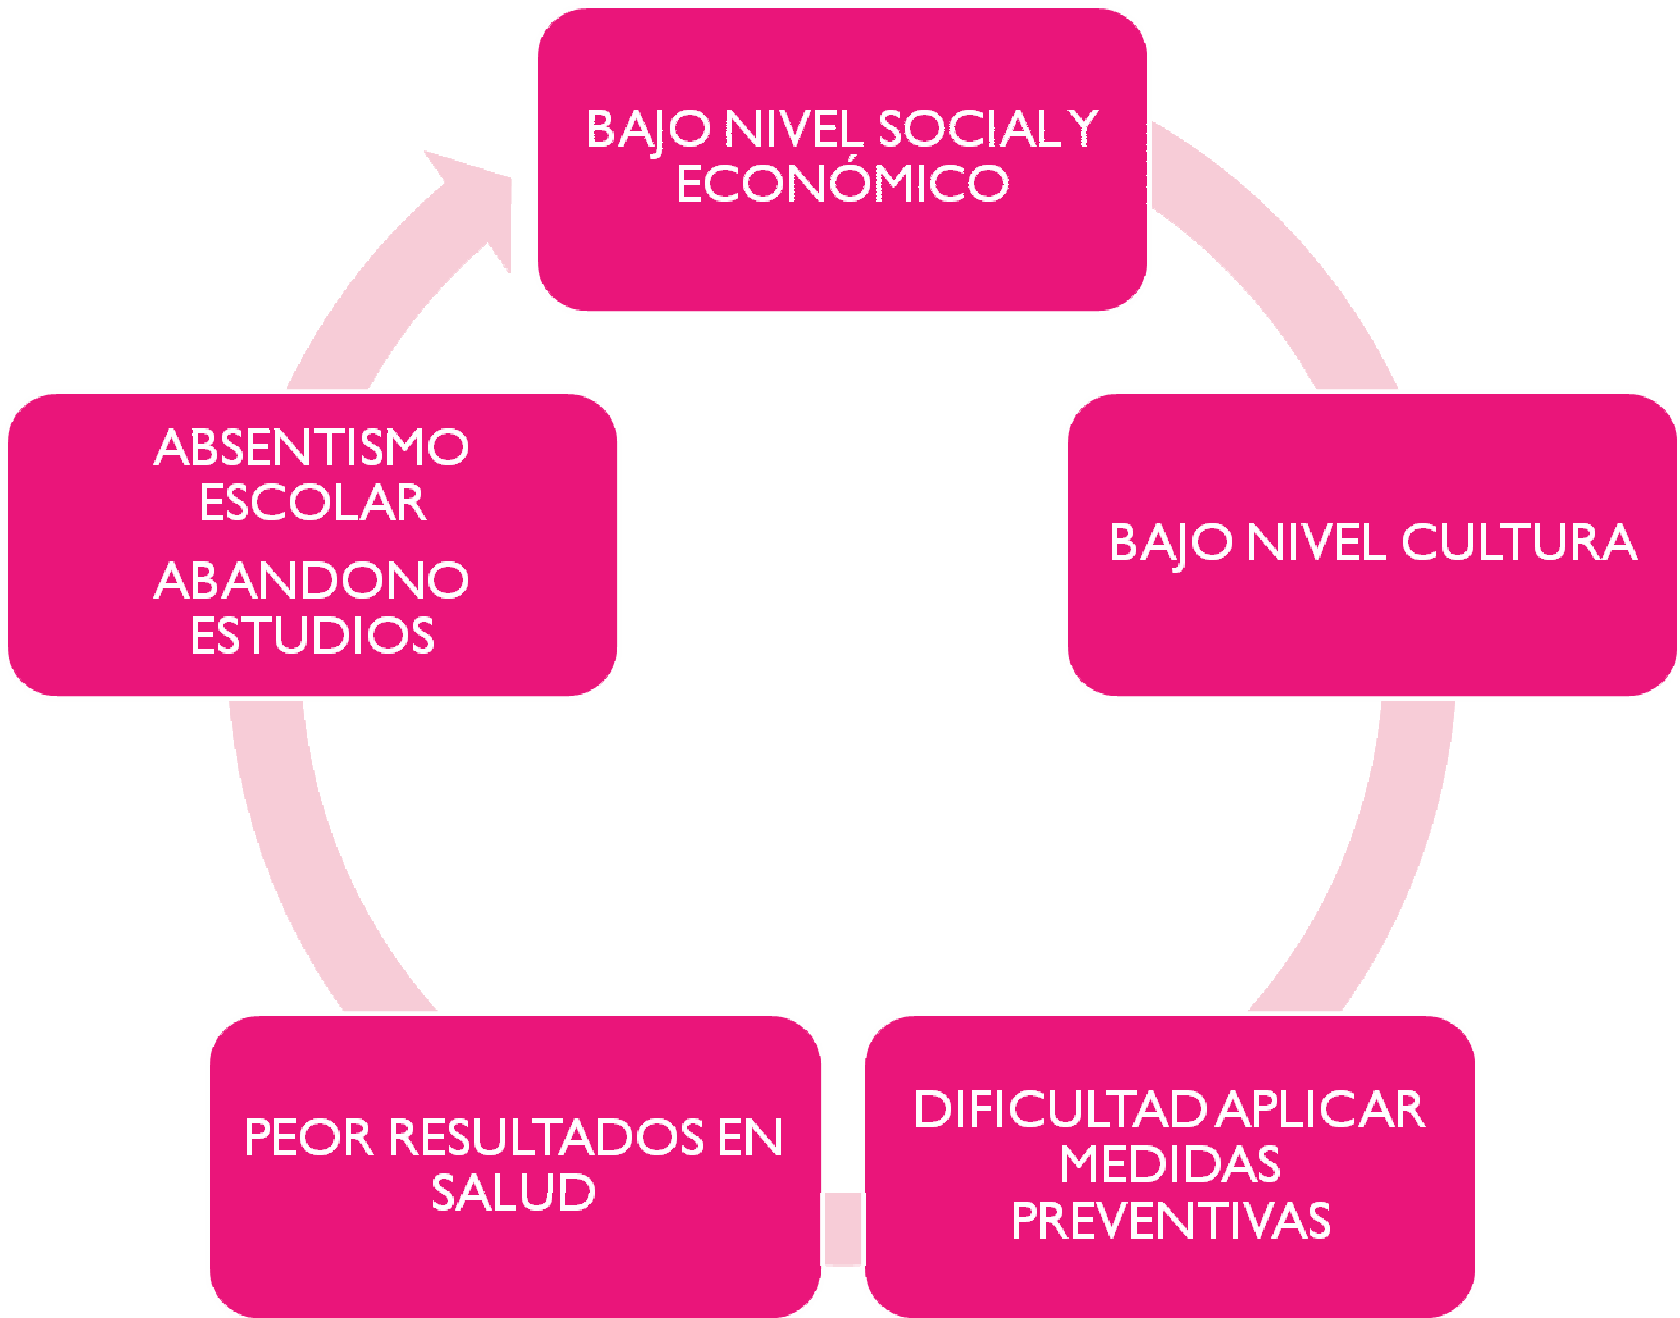 BAJO NIVEL SOCIAL Y
ECONÓMICO
BAJO NIVEL CULTURA
DIFICULTAD APLICAR
MEDIDAS
PREVENTIVAS
PEOR RESULTADOS EN
SALUD
ABSENTISMO
ESCOLAR
ABANDONO
ESTUDIOS